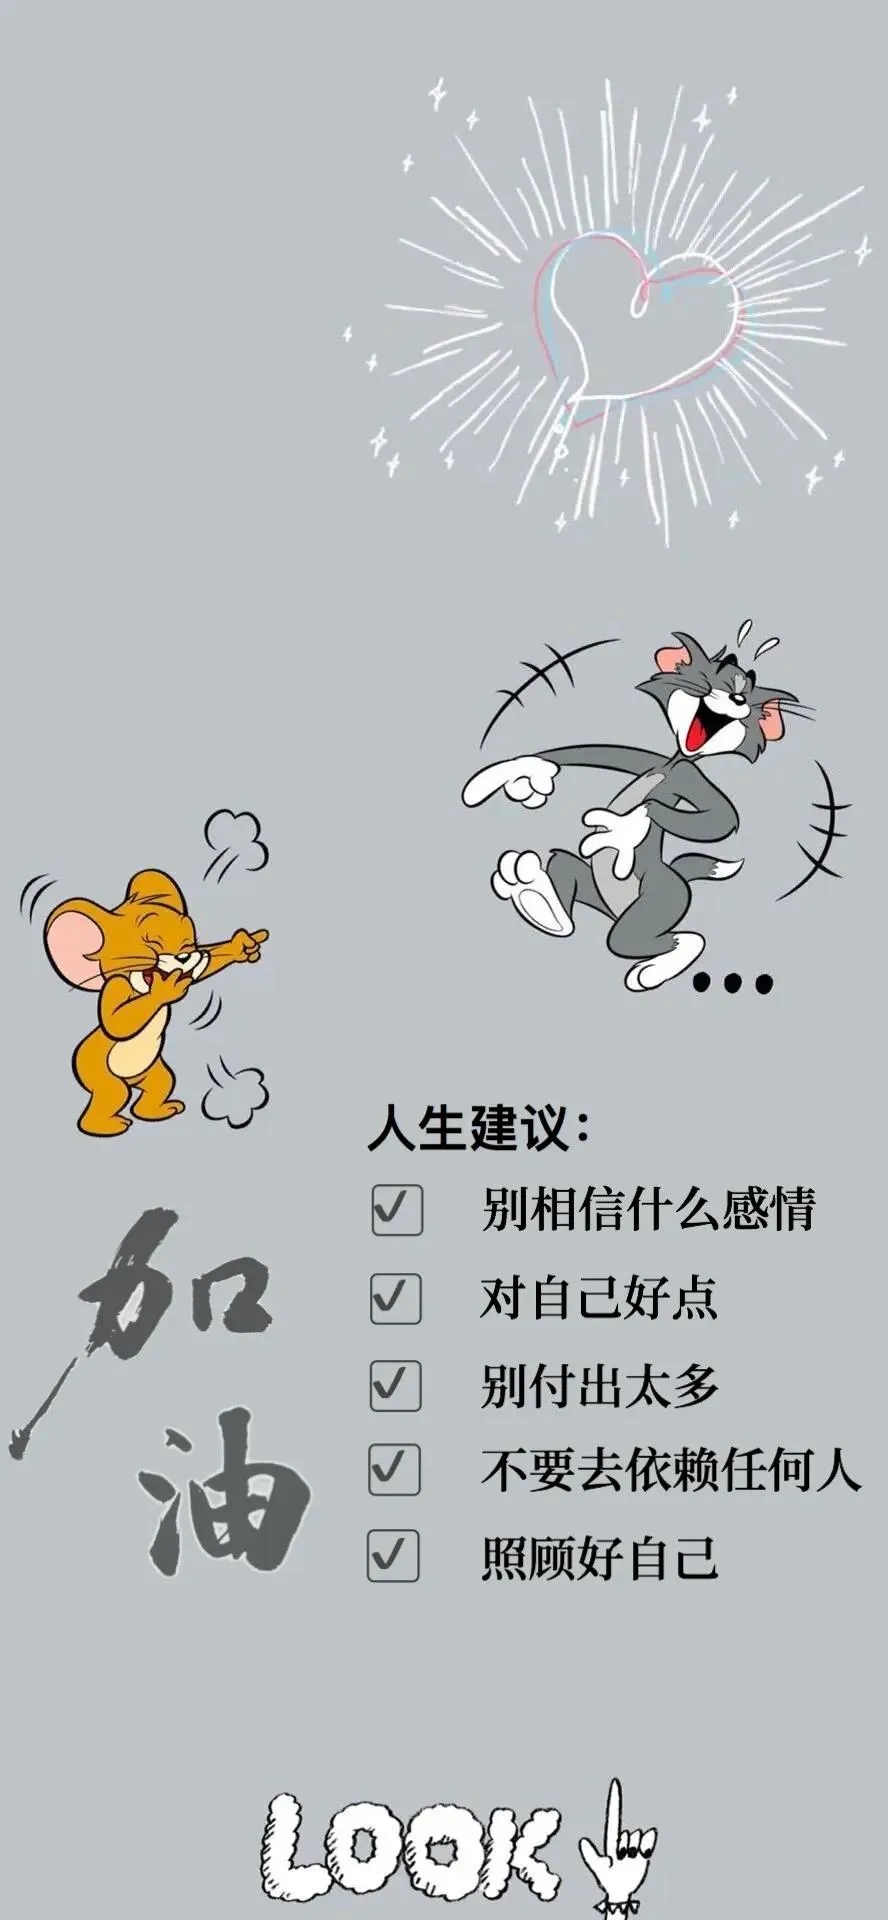 人生建议：
别相信什么感情
对自己好点
别付出太多
不要去依赖任何人
照顾好自己
加
油
LOOK